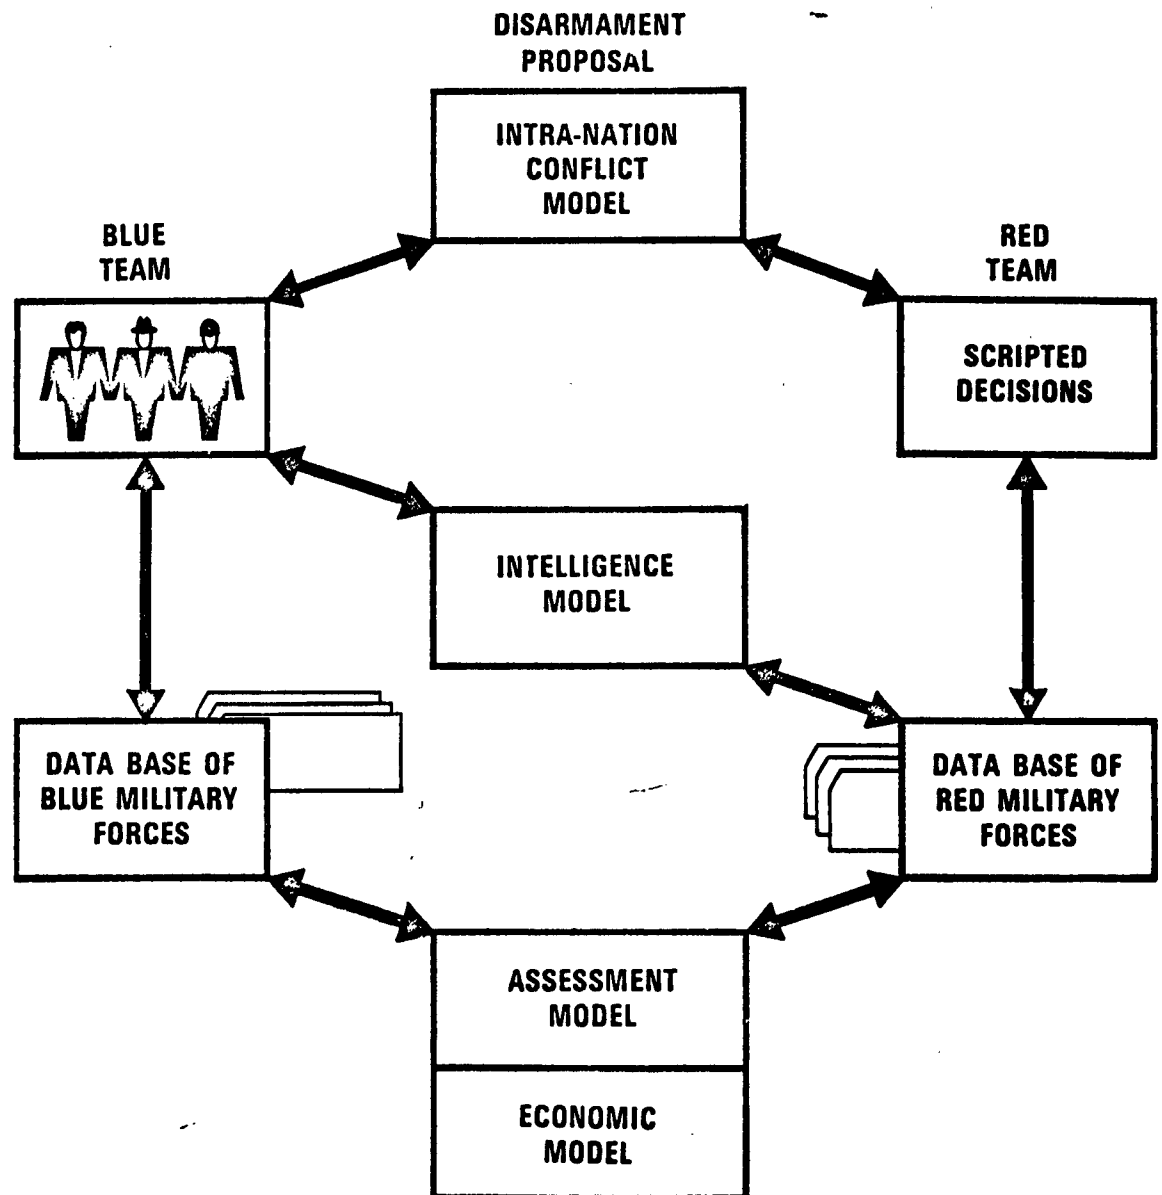 DISARMAMENT
PROPOSAL
INTRA-NATION
CONFLICT
MODEL
BLUE
TEAM
RED
TEAM
SCRIPTED
DECISIONS
INTELLIGENCE
MODEL
DATA BASE OF
BLUE MILITARY
FORCES
DATA BASE OF
RED MILITARY
FORCES
ASSESSMENT
MODEL
ECONOMIC
MODEL